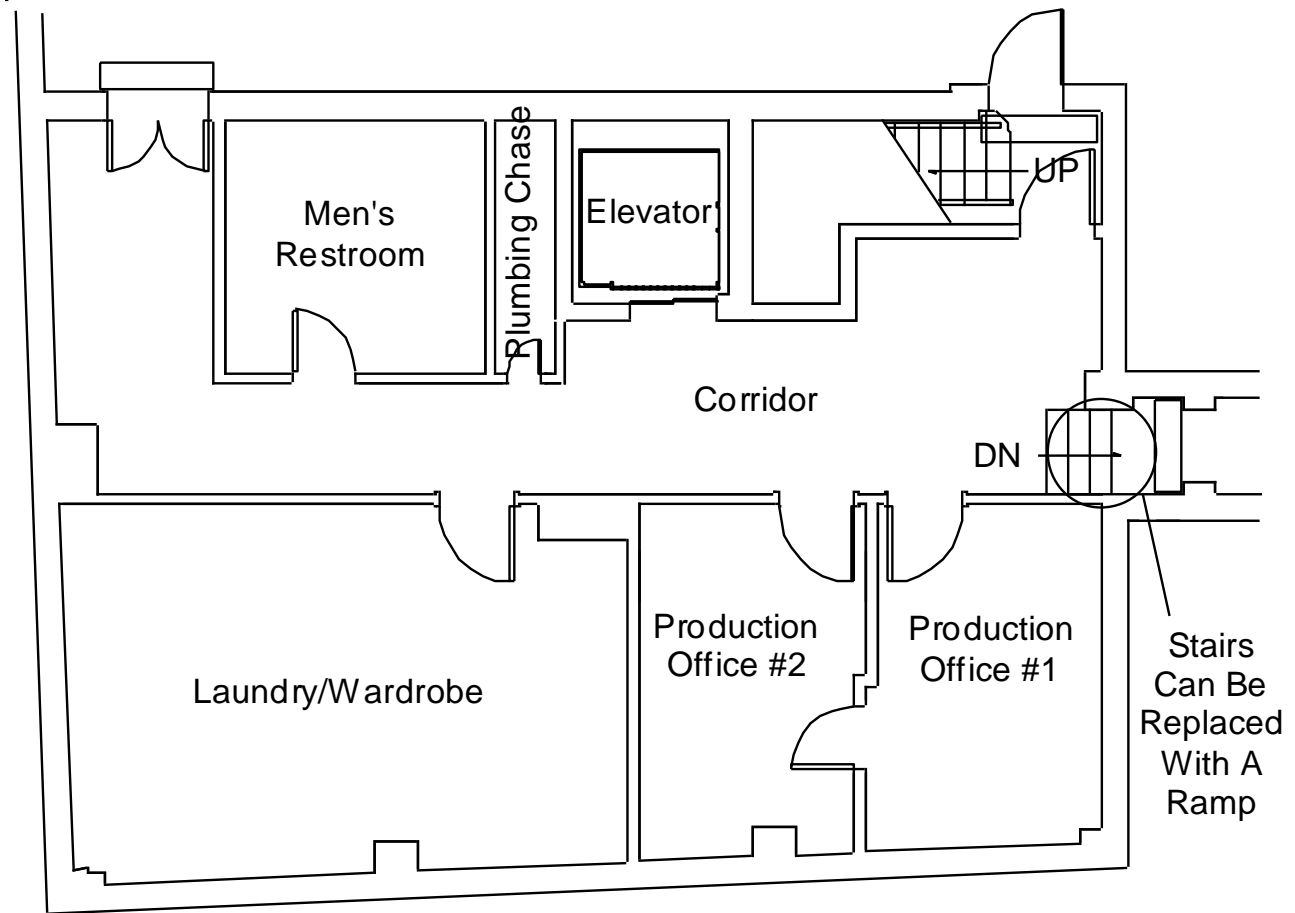 Men's
Restroom
Plumbing Chase
Elevator
UP
Corridor
DN
Laundry/Wardrobe
Production
Office #2
Production
Office #1
Stairs
Can Be
Replaced
With A
Ramp